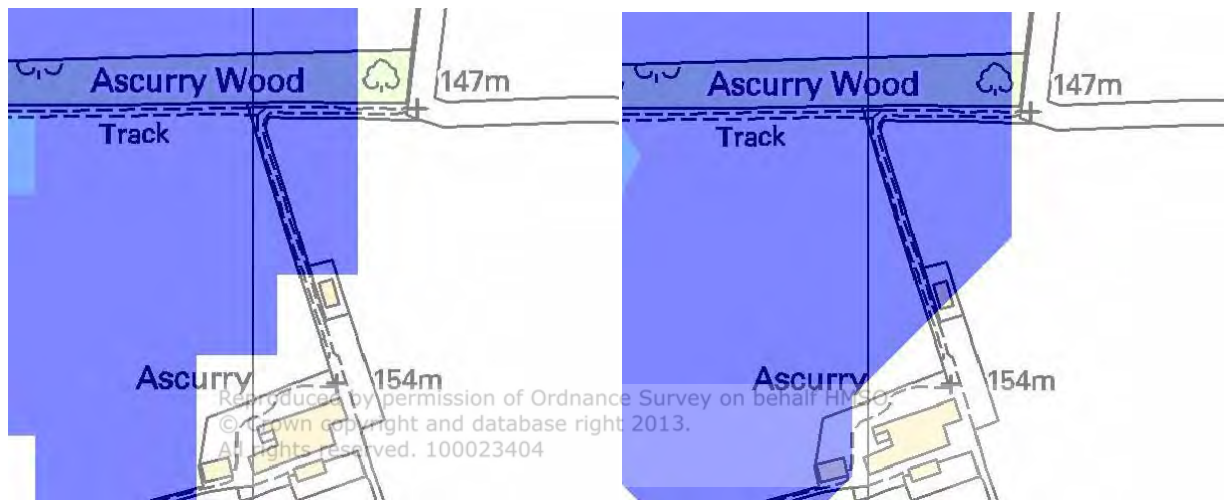 Ascurry Wood
147m
Track
Ascurry
154m
Ascurry Wood
147m
Track
Ascurry
154m
Reproduced by permission of Ordnance Survey on behalf HMSO.
© Crown copyright and database right 2013.
All rights reserved. 100023404